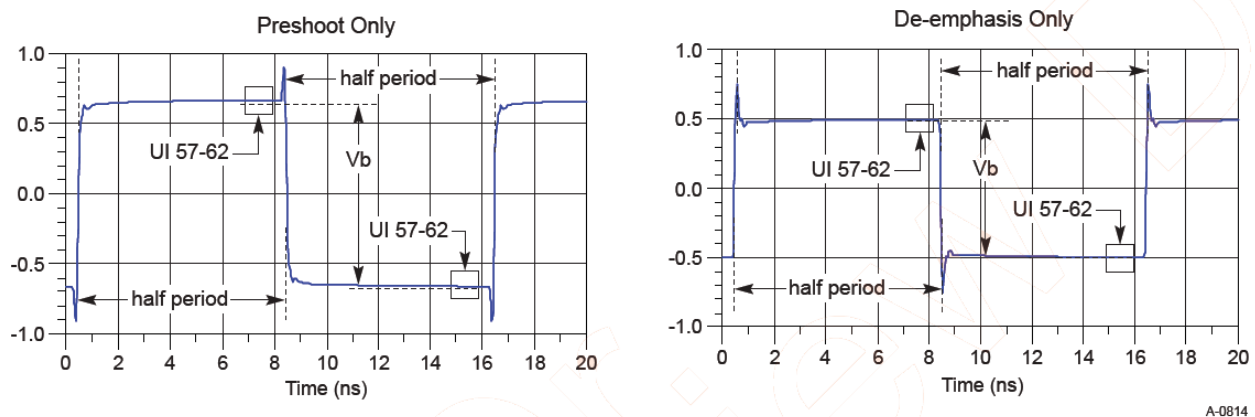 Preshoot Only
1.0
0.5
0.0
-0.5
-1.0
half period
UI 57-62
Vb
UI 57-62
half period
0 2 4 6 8 10 12 14 16 18 20
Time (ns)
De-emphasis Only
1.0
0.5
0.0
-0.5
-1.0
half period
UI 57-62
Vb
UI 57-62
half period
0 2 4 6 8 10 12 14 16 18 20
Time (ns)
A-0814